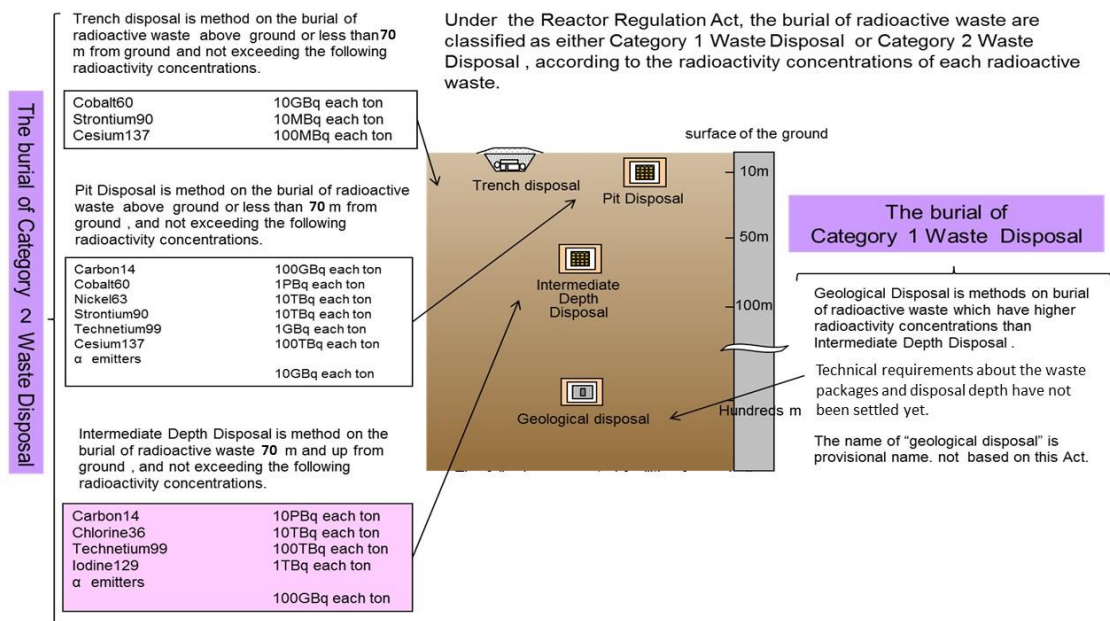 Trench disposal is method on the burial of
radioactive waste above ground or less than70
m from ground and not exceeding the following
radioactivity concentrations.
Cobalt60 10GBq each ton
Strontium90 10MBq each ton
Cesium137 100MBq each ton
Pit Disposal is method on the burial of radioactive
waste above ground or less than 70 m from
ground , and not exceeding the following
radioactivity concentrations.
Carbon14 100GBq each ton
Cobalt60 1PBq each ton
Nickel63 10TBq each ton
Strontium90 10TBq each ton
Technetium99 1GBq each ton
Cesium137 100TBq each ton
α emitters
10GBq each ton
Intermediate Depth Disposal is method on the
burial of radioactive waste 70 m and up from
ground , and not exceeding the following
radioactivity concentrations.
Carbon14 10PBq each ton
Chlorine36 10TBq each ton
Technetium99 100TBq each ton
Iodine129 1TBq each ton
α emitters
100GBq each ton
The burial of Category 2 Waste Disposal
Under the Reactor Regulation Act, the burial of radioactive waste are
classified as either Category 1 Waste Disposal or Category 2 Waste
Disposal , according to the radioactivity concentrations of each radioactive
waste.
surface of the ground
10m
50m
100m
Hundreds m
Trench disposal
Pit Disposal
Intermediate
Depth
Disposal
Geological disposal
The burial of
Category 1 Waste Disposal
Geological Disposal is methods on burial
of radioactive waste which have higher
radioactivity concentrations than
Intermediate Depth Disposal .
Technical requirements about the waste
packages and disposal depth have not
been settled yet.
The name of “geological disposal” is
provisional name. not based on this Act.